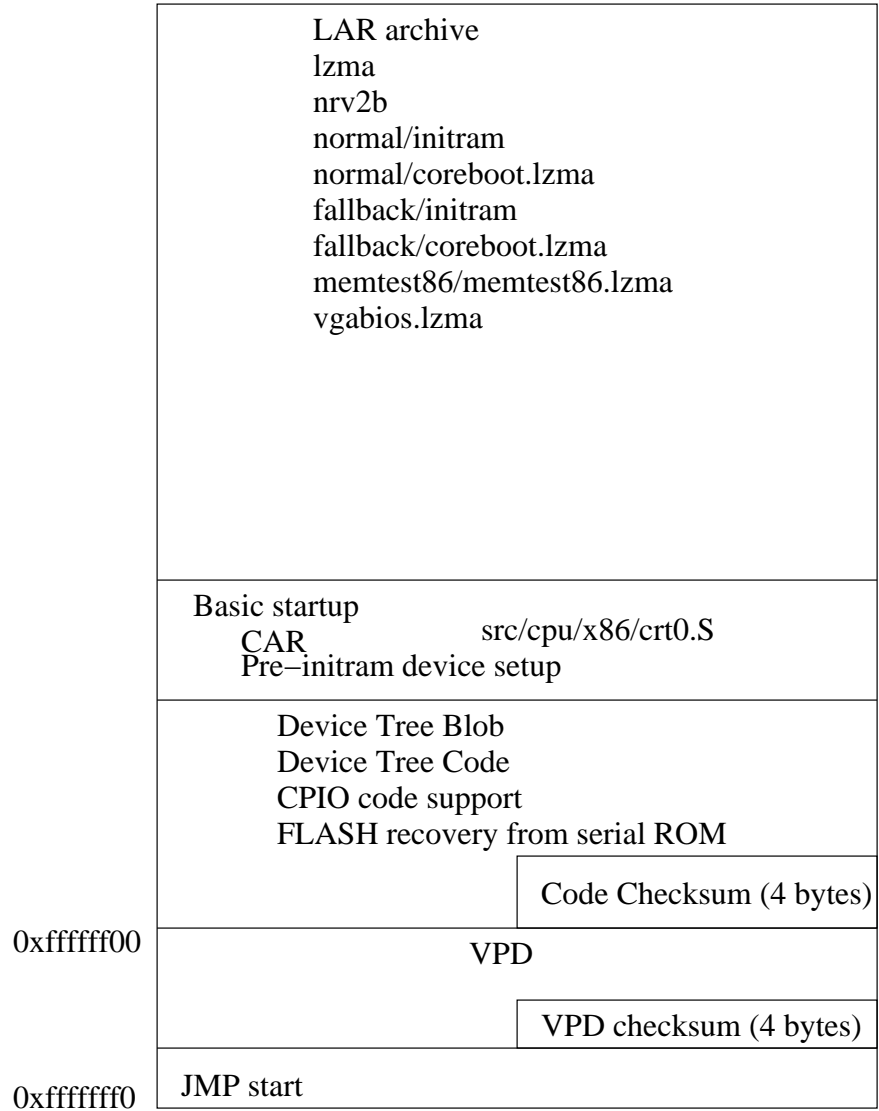 LAR archive
lzma
nrv2b
normal/initram
normal/coreboot.lzma
fallback/initram
fallback/coreboot.lzma
memtest86/memtest86.lzma
vgabios.lzma
Basic startup
src/cpu/x86/crt0.S
CAR
Pre−initram device setup
Device Tree Blob
Device Tree Code
CPIO code support
FLASH recovery from serial ROM
Code Checksum (4 bytes)
0xffffff00
VPD
VPD checksum (4 bytes)
JMP start
0xfffffff0